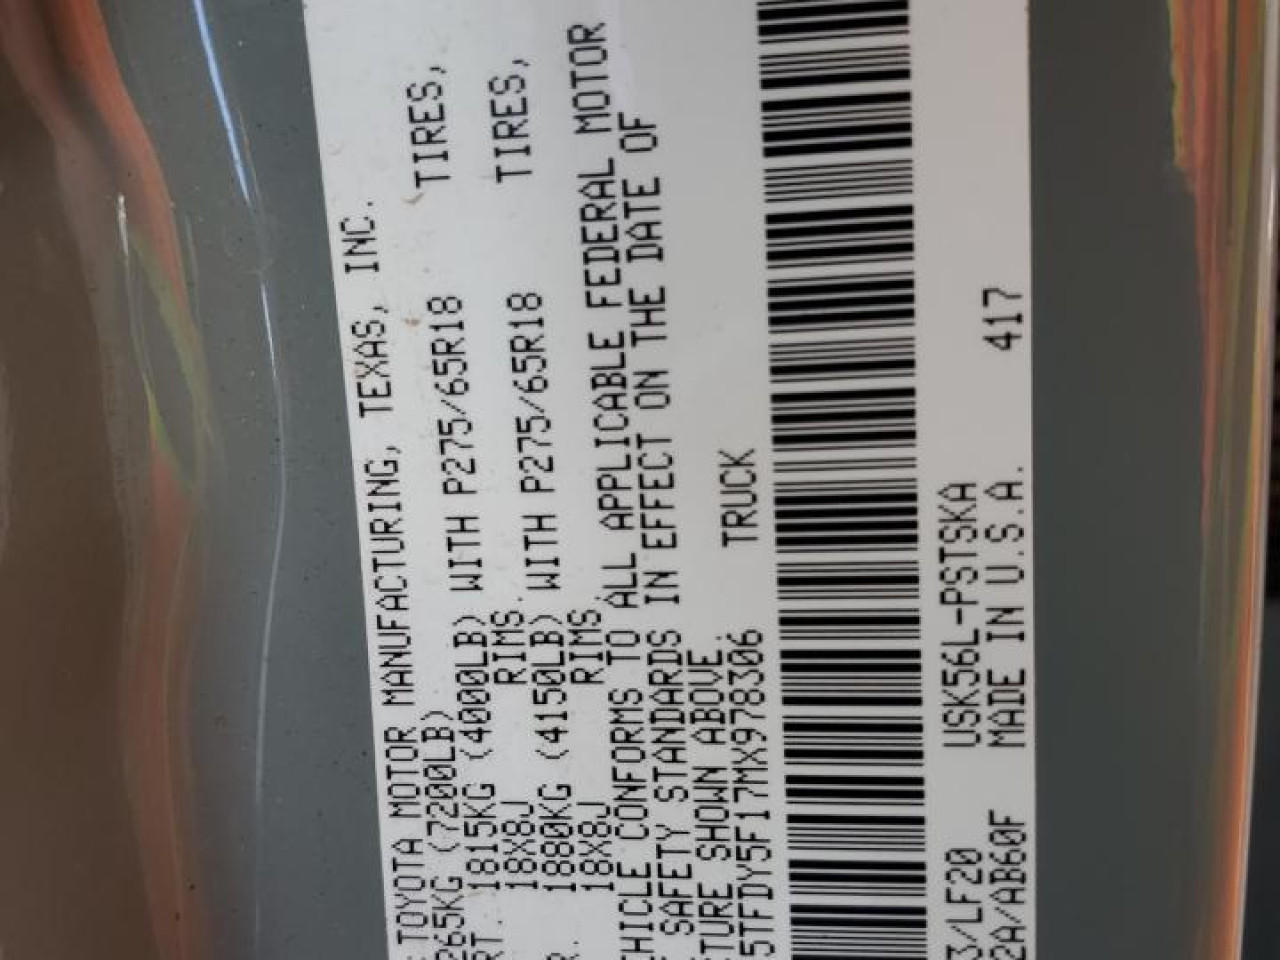 TOYOTA MOTOR MANUFACTURING, TEXAS, INC.
265KG (7200LB)
RT. 1815KG (4000LB) WITH P275/65R18 TIRES,
18X8J RIMS.
R. 1880KG (4150LB) WITH P275/65R18 TIRES,
18X8J RIMS.
HICLE CONFORMS TO ALL APPLICABLE FEDERAL MOTOR
SAFETY STANDARDS IN EFFECT ON THE DATE OF
TURE SHOWN ABOVE.
5TFDY5F17MX978306 TRUCK
3/LF20 USK56L-PSTSKA
2A/AB60F MADE IN U.S.A. 417